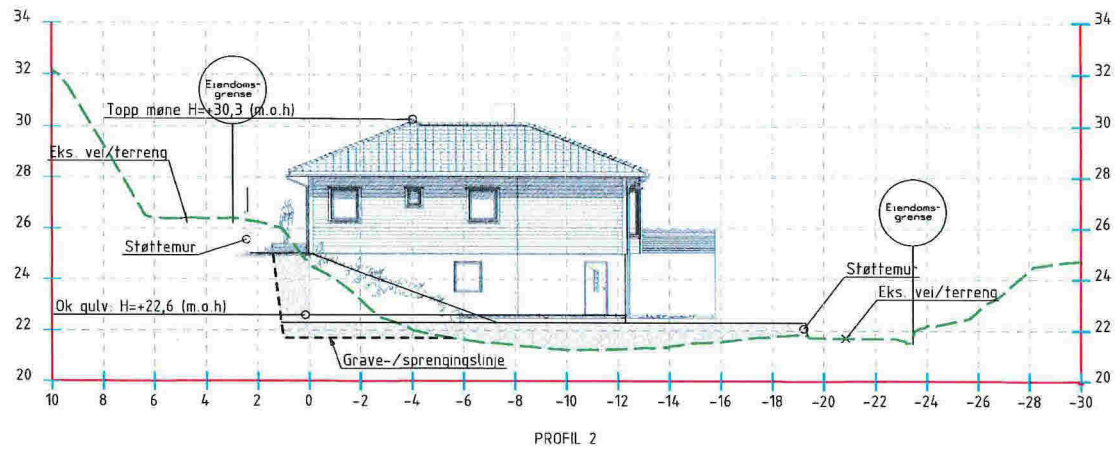 34
34
32
32
Eiendoms-
grense
Topp møne H=+30,3 (m.o.h)
30
30
Eks. vei/terreng
28
28
Eiendoms-
grense
26
26
Støttemur
Støttemur
24
24
Eks. vei/terreng
Ok gulv H=+22,6 (m.o.h)
22
22
Grave-/sprengingslinje
20
20
10 8 6 4 2 0 -2 -4 -6 -8 -10 -12 -14 -16 -18 -20 -22 -24 -26 -28 -30
PROFIL 2